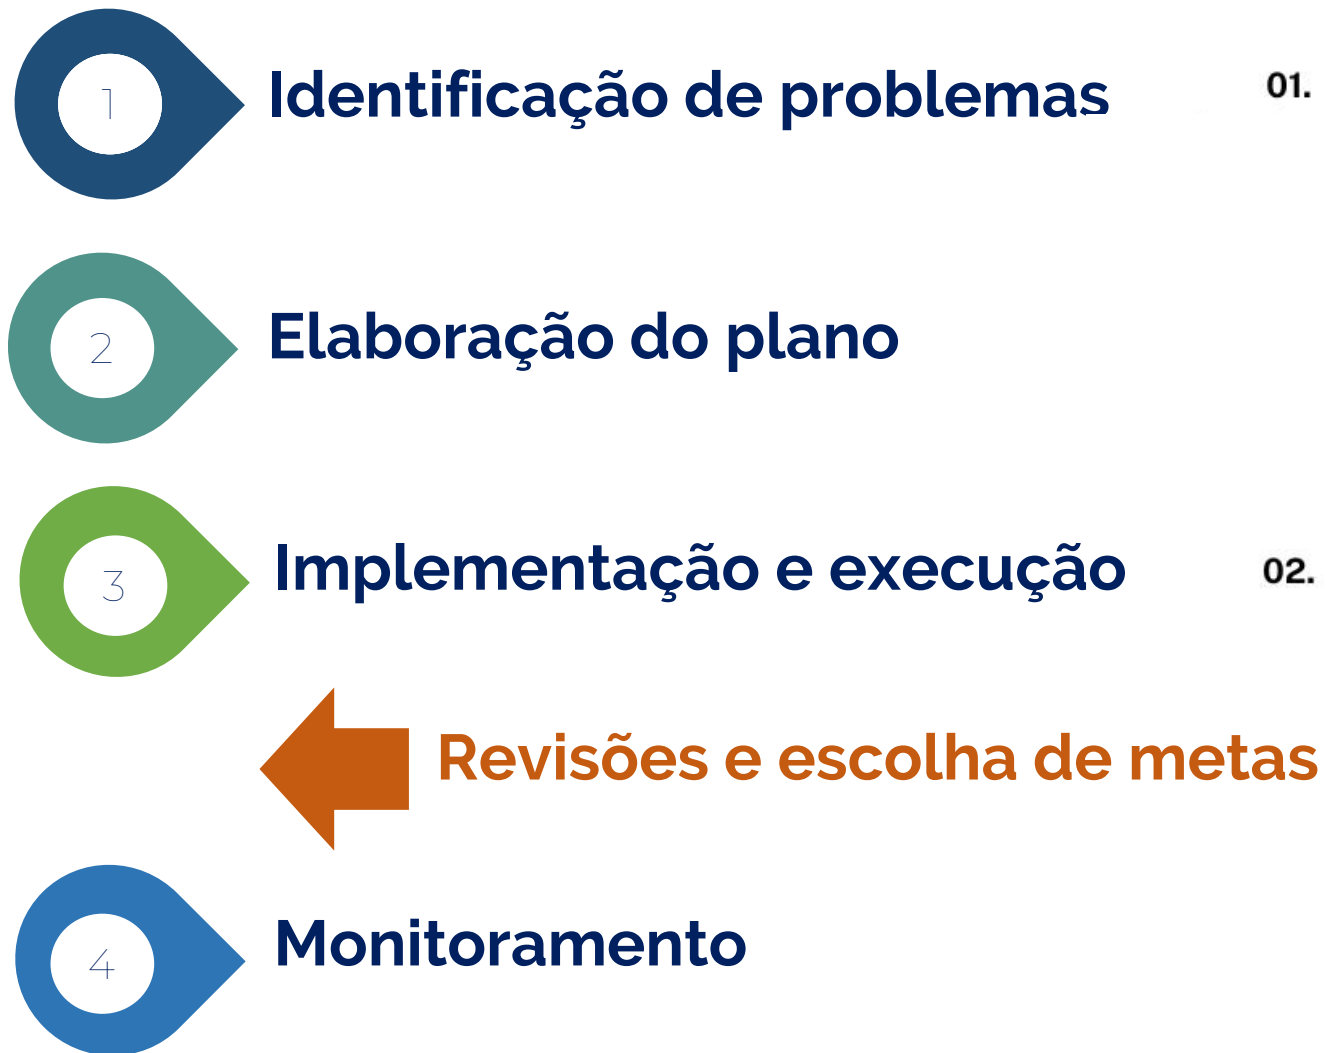 1
Identificação de problemas
01.
2
Elaboração do plano
3
Implementação e execução
02.
Revisões e escolha de metas
4
Monitoramento